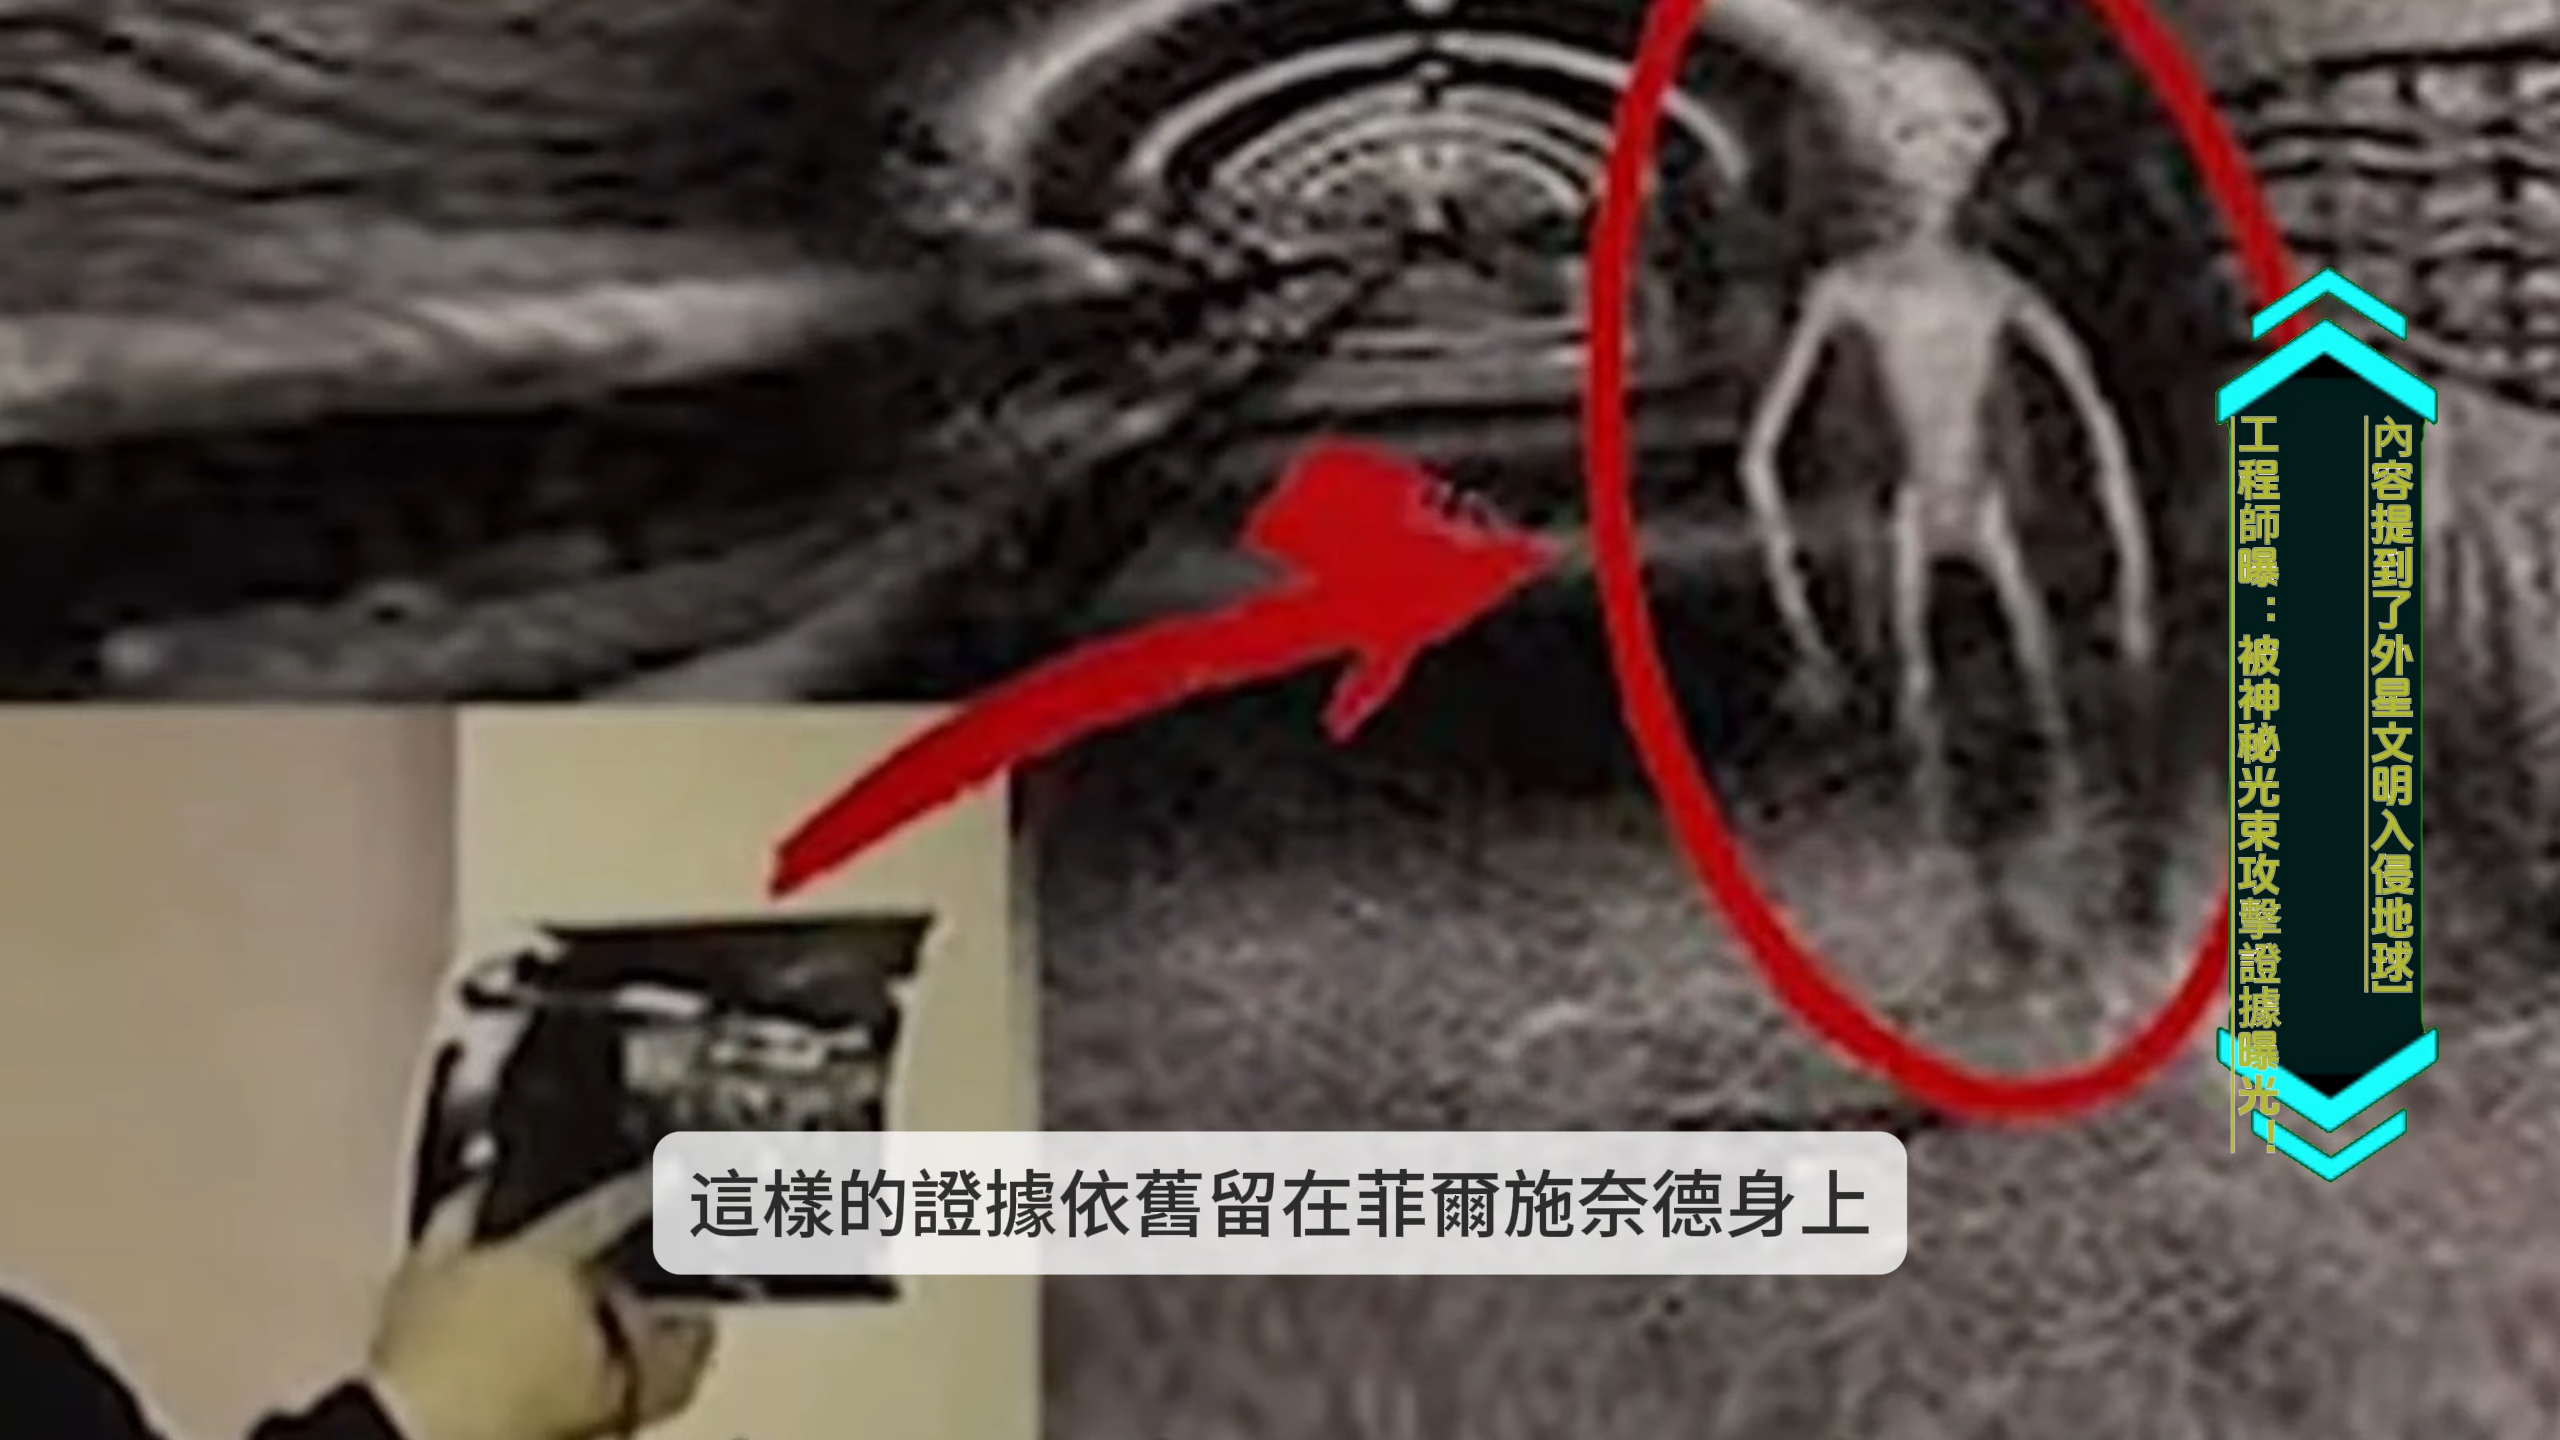 內容提到了外星文明入侵地球】
工程師曝：被神秘光束攻擊證據曝光！
這樣的證據依舊留在菲爾施奈德身上